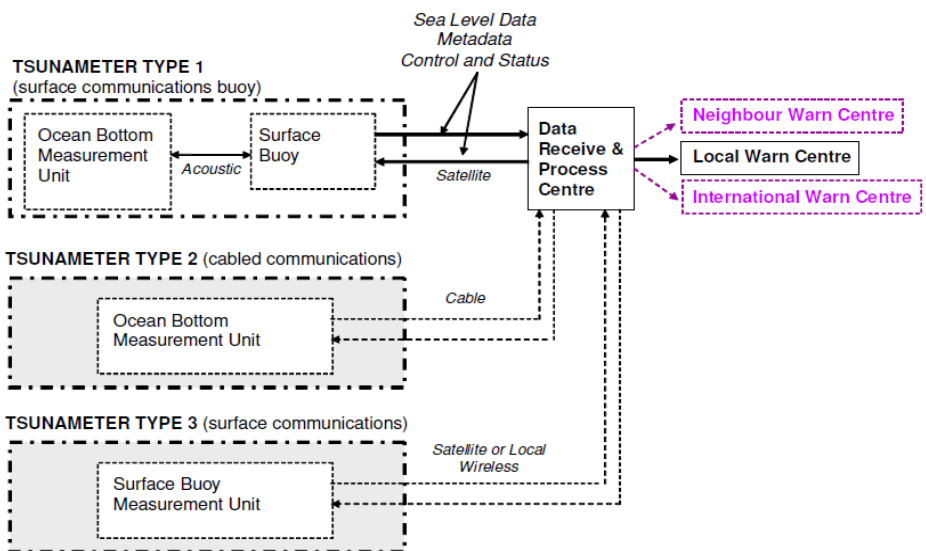 Sea Level Data
Metadata
Control and Status
TSUNAMETER TYPE 1
(surface communications buoy)
Ocean Bottom
Measurement
Unit
Acoustic
Surface
Buoy
Satellite
Data
Receive &
Process
Centre
Neighbour Warn Centre
Local Warn Centre
International Warn Centre
TSUNAMETER TYPE 2 (cabled communications)
Ocean Bottom
Measurement Unit
Cable
TSUNAMETER TYPE 3 (surface communications)
Surface Buoy
Measurement Unit
Satellite or Local
Wireless